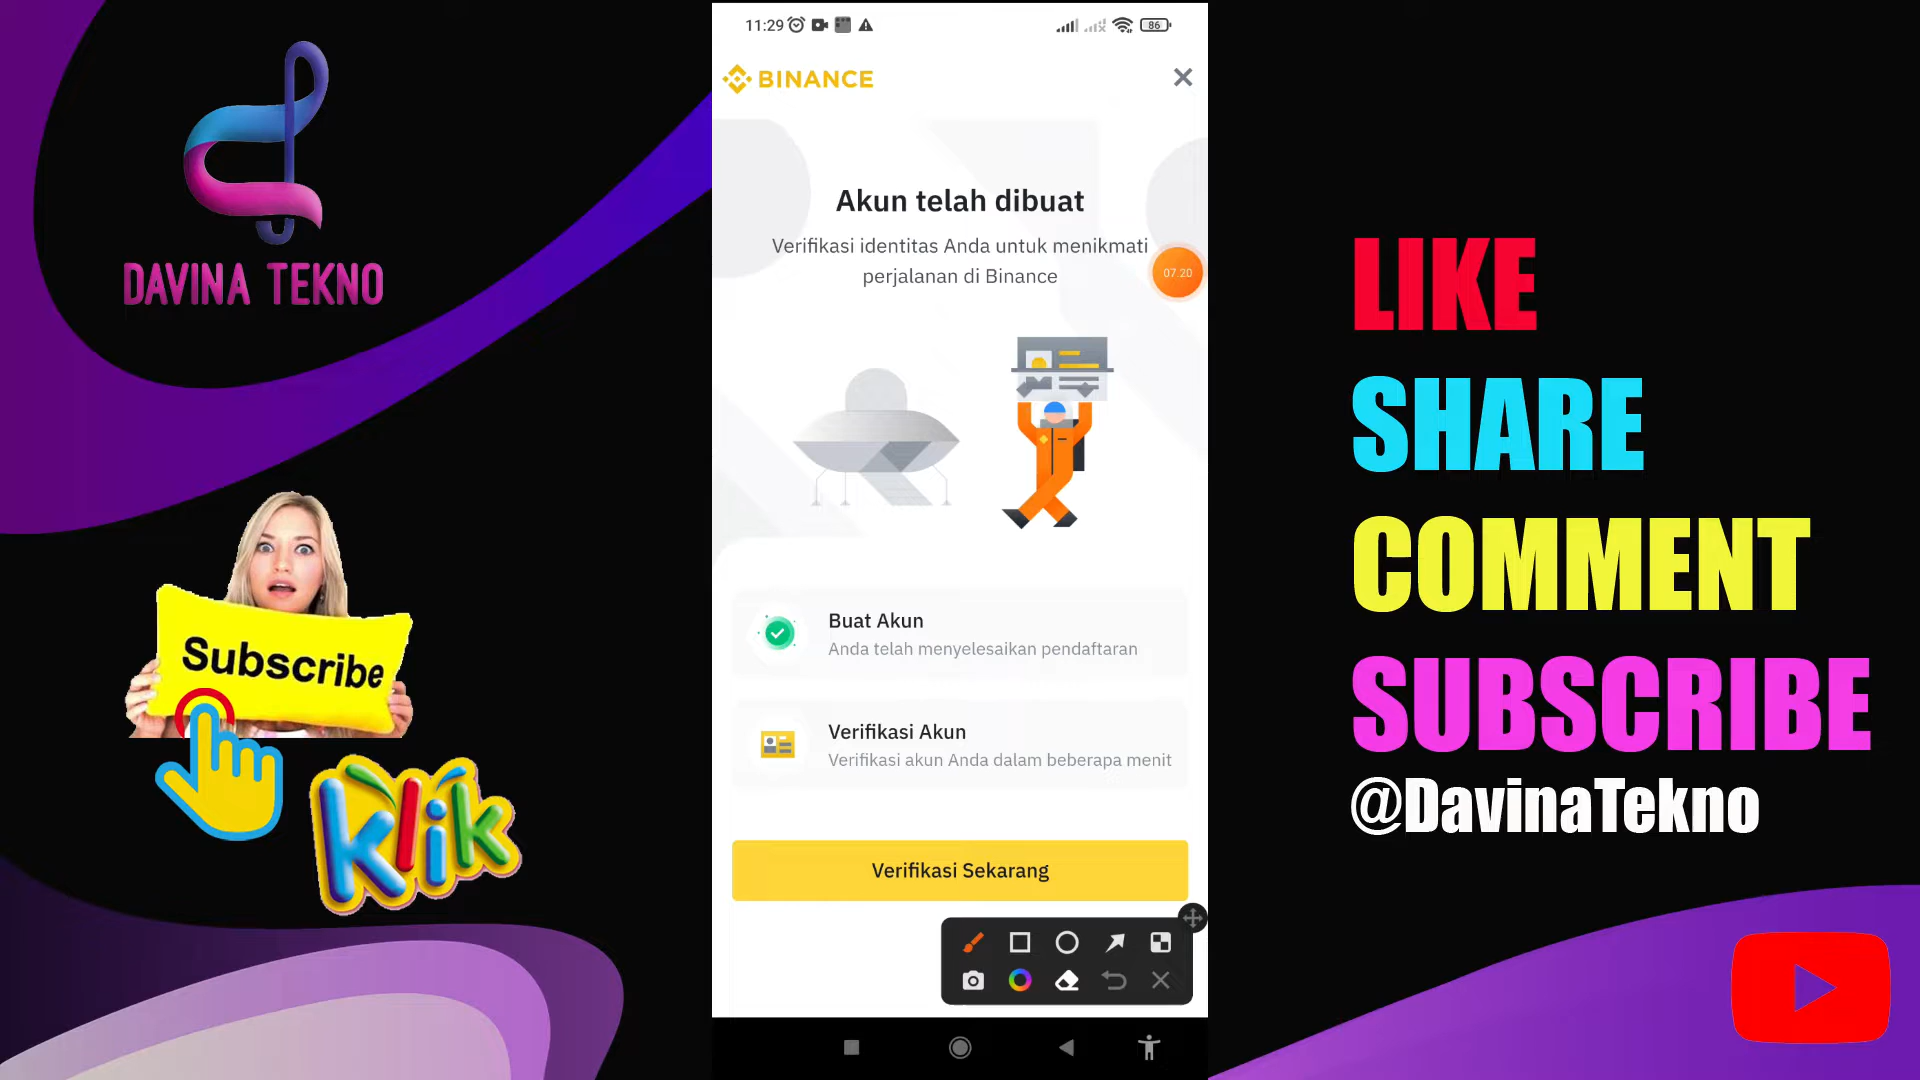 DAVINA TEKNO
Subscribe
klik
11:29
86
BINANCE
Akun telah dibuat
Verifikasi identitas Anda untuk menikmati
perjalanan di Binance
07.20
Buat Akun
Anda telah menyelesaikan pendaftaran
Verifikasi Akun
Verifikasi akun Anda dalam beberapa menit
Verifikasi Sekarang
LIKE
SHARE
COMMENT
SUBSCRIBE
@DavinaTekno